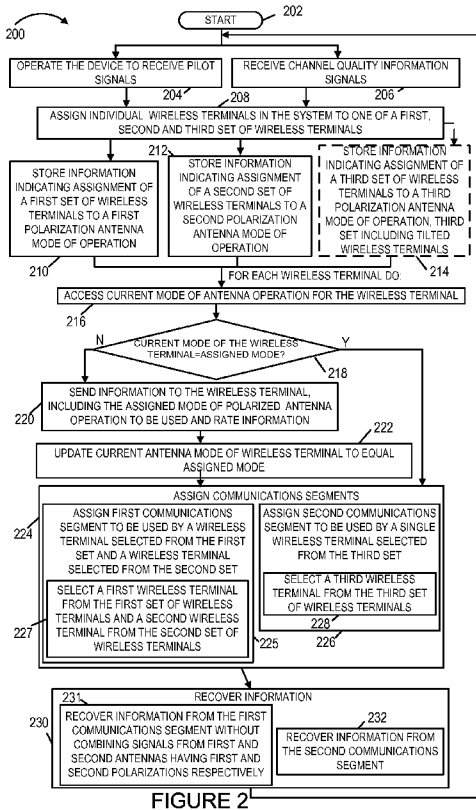 200
START
202
OPERATE THE DEVICE TO RECEIVE PILOT
SIGNALS
204
RECEIVE CHANNEL QUALITY INFORMATION
SIGNALS
206
208
ASSIGN INDIVIDUAL WIRELESS TERMINALS IN THE SYSTEM TO ONE OF A FIRST,
SECOND AND THIRD SET OF WIRELESS TERMINALS
STORE INFORMATION
INDICATING ASSIGNMENT OF
A FIRST SET OF WIRELESS
TERMINALS TO A FIRST
POLARIZATION ANTENNA
MODE OF OPERATION
210
212
STORE INFORMATION
INDICATING ASSIGNMENT
OF A SECOND SET OF
WIRELESS TERMINALS TO A
SECOND POLARIZATION
ANTENNA MODE OF
OPERATION
STORE INFORMATION
INDICATING ASSIGNMENT OF
A THIRD SET OF WIRELESS
TERMINALS TO A THIRD
POLARIZATION ANTENNA
MODE OF OPERATION, THIRD
SET INCLUDING TILTED
WIRELESS TERMINALS
214
FOR EACH WIRELESS TERMINAL DO:
ACCESS CURRENT MODE OF ANTENNA OPERATION FOR THE WIRELESS TERMINAL
216
N
CURRENT MODE OF THE WIRELESS
TERMINAL=ASSIGNED MODE?
Y
218
SEND INFORMATION TO THE WIRELESS TERMINAL,
INCLUDING THE ASSIGNED MODE OF POLARIZED ANTENNA
OPERATION TO BE USED AND RATE INFORMATION
220
222
UPDATE CURRENT ANTENNA MODE OF WIRELESS TERMINAL TO EQUAL
ASSIGNED MODE
ASSIGN COMMUNICATIONS SEGMENTS
224
ASSIGN FIRST COMMUNICATIONS
SEGMENT TO BE USED BY A WIRELESS
TERMINAL SELECTED FROM THE FIRST
SET AND A WIRELESS TERMINAL
SELECTED FROM THE SECOND SET
SELECT A FIRST WIRELESS TERMINAL
FROM THE FIRST SET OF WIRELESS
TERMINALS AND A SECOND WIRELESS
TERMINAL FROM THE SECOND SET OF
WIRELESS TERMINALS
227
225
ASSIGN SECOND COMMUNICATIONS
SEGMENT TO BE USED BY A SINGLE
WIRELESS TERMINAL SELECTED
FROM THE THIRD SET
SELECT A THIRD WIRELESS
TERMINAL FROM THE THIRD
SET OF WIRELESS TERMINALS
228
226
RECOVER INFORMATION
230
231
RECOVER INFORMATION FROM THE FIRST
COMMUNICATIONS SEGMENT WITHOUT
COMBINING SIGNALS FROM FIRST AND
SECOND ANTENNAS HAVING FIRST AND
SECOND POLARIZATIONS RESPECTIVELY
232
RECOVER INFORMATION FROM
THE SECOND COMMUNICATIONS
SEGMENT
FIGURE 2